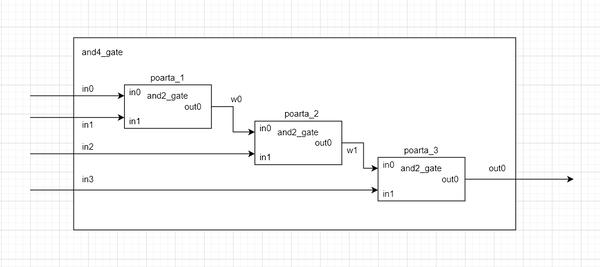 and4_gate
poarta_1
in0
in0
and2_gate
out0
w0
in1
in1
poarta_2
in0
and2_gate
out0
w1
in2
in1
poarta_3
in0
and2_gate
out0
out0
in3
in1